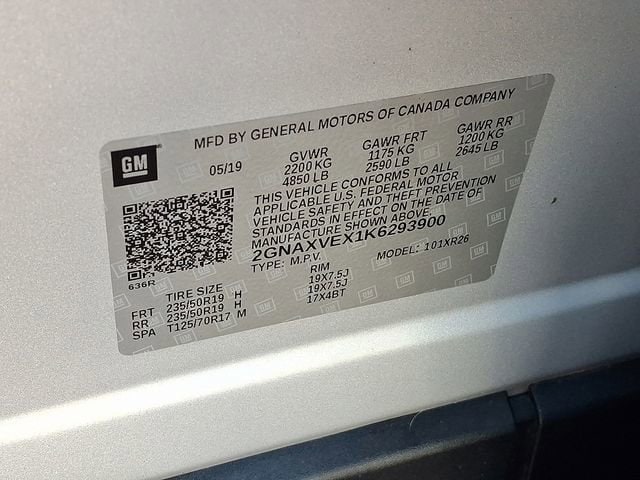 MFD BY GENERAL MOTORS OF CANADA COMPANY
GM
05/19 GVWR GAWR FRT GAWR RR
2200 KG 1175 KG 1200 KG
4850 LB 2590 LB 2645 LB
THIS VEHICLE CONFORMS TO ALL
APPLICABLE U.S. FEDERAL MOTOR
VEHICLE SAFETY AND THEFT PREVENTION
STANDARDS IN EFFECT ON THE DATE OF
MANUFACTURE SHOWN ABOVE.
2GNAXVEX1K6293900
TYPE: M.P.V. MODEL: 101XR26
636R
TIRE SIZE RIM
FRT 235/50R19 H 19X7.5J
RR 235/50R19 H 19X7.5J
SPA T125/70R17 M 17X4BT